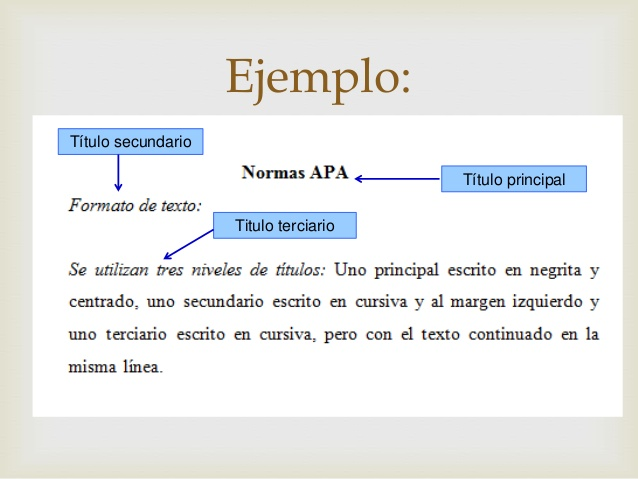 Ejemplo:
Título secundario
Normas APA
Título principal
Formato de texto:
Titulo terciario
Se utilizan tres niveles de títulos: Uno principal escrito en negrita y
centrado, uno secundario escrito en cursiva y al margen izquierdo y
uno terciario escrito en cursiva, pero con el texto continuado en la
misma línea.